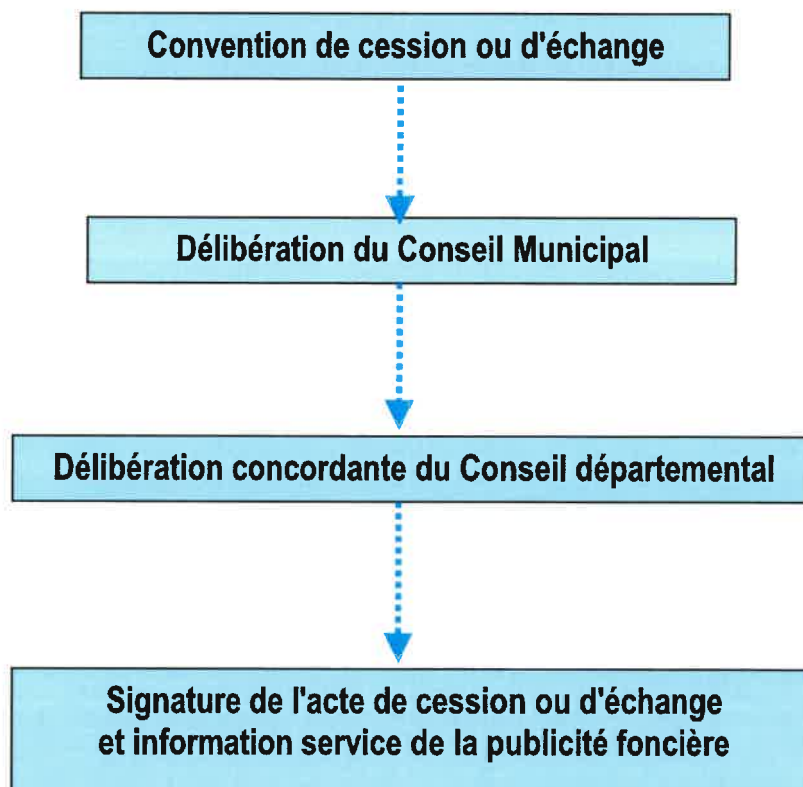 Convention de cession ou d'échange
Délibération du Conseil Municipal
Délibération concordante du Conseil départemental
Signature de l'acte de cession ou d'échange
et information service de la publicité foncière